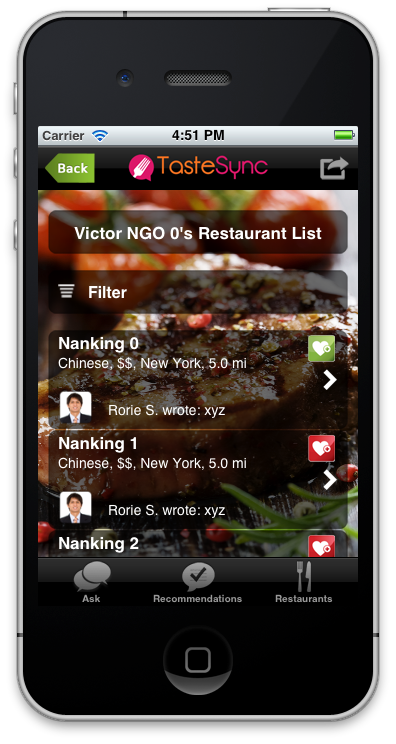 Carrier 4:51 PM
Back TasteSync
Victor NGO 0's Restaurant List
Filter
Nanking 0
Chinese, $$, New York, 5.0 mi
Rorie S. wrote: xyz
Nanking 1
Chinese, $$, New York, 5.0 mi
Rorie S. wrote: xyz
Nanking 2
Ask Recommendations Restaurants